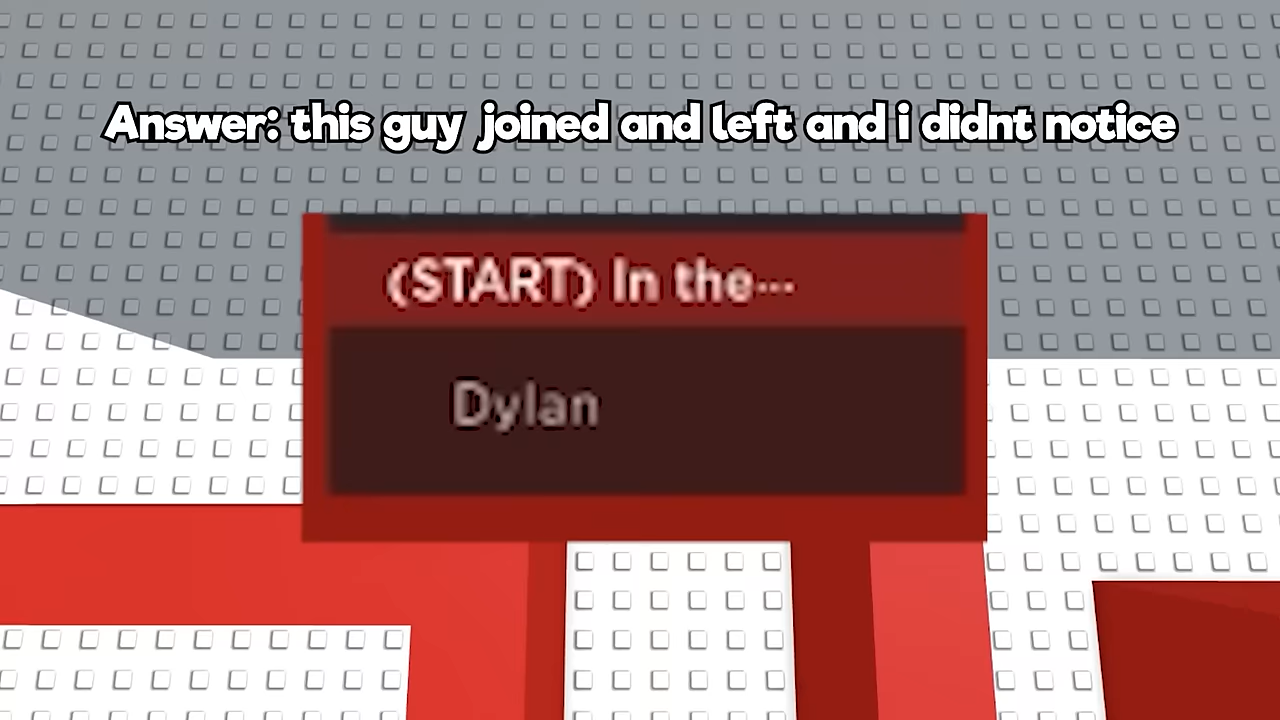 Answer: this guy joined and left and i didnt notice
(START) In the...
Dylan